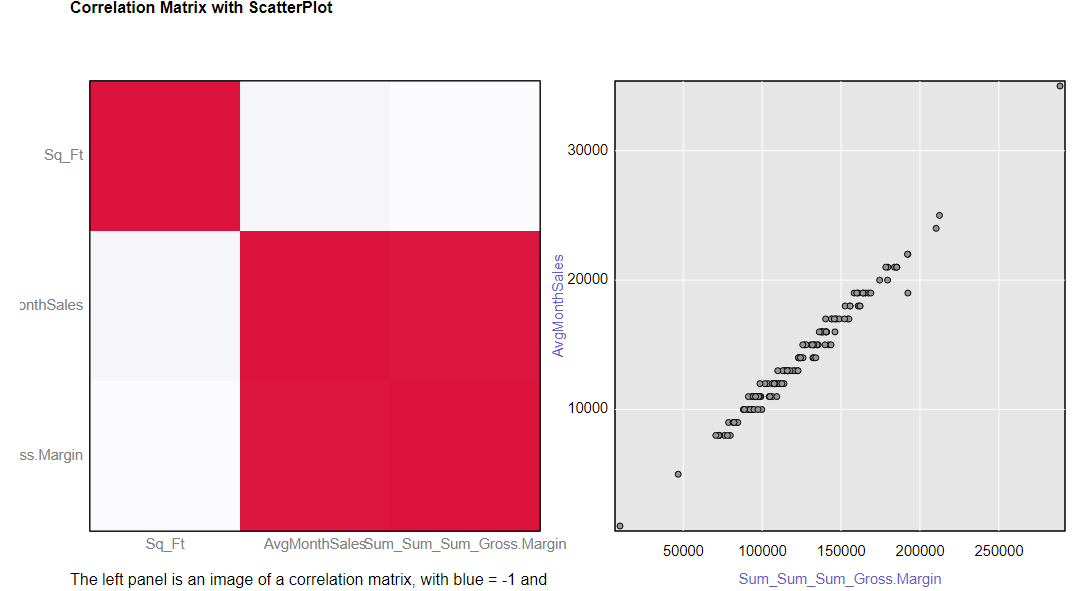 Correlation Matrix with ScatterPlot
Sq_Ft
onthSales
ss.Margin
Sq_Ft
AvgMonthSales
Sum_Sum_Sum_Gross.Margin
The left panel is an image of a correlation matrix, with blue = -1 and
AvgMonthSales
30000
20000
10000
50000
100000
150000
200000
250000
Sum_Sum_Sum_Gross.Margin